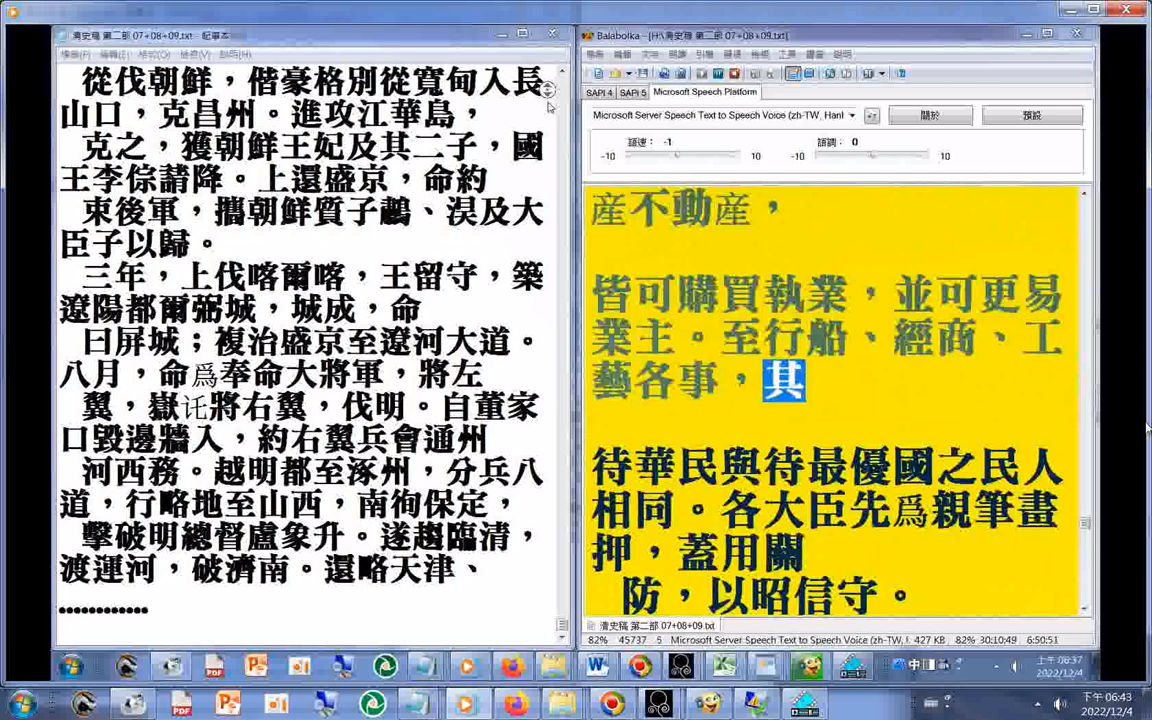 清史稿 第二部 07+08+09.txt - 記事本
從伐朝鮮，偕豪格別從寬甸入長
山口，克昌州。進攻江華島，
克之，獲朝鮮王妃及其二子，國
王李倧請降。上還盛京，命約
束後軍，攜朝鮮質子𣶏、淏及大
臣子以歸。
三年，上伐喀爾喀，王留守，築
遼陽都爾弼城，城成，命
曰屏城；複治盛京至遼河大道。
八月，命爲奉命大將軍，將左
翼，嶽讬將右翼，伐明。自董家
口毀邊牆入，約右翼兵會通州
河西務。越明都至涿州，分兵八
道，行略地至山西，南徇保定，
擊破明總督盧象升。遂趨臨清，
渡運河，破濟南。還略天津、
…………
Balabolka - [H:\清史稿 第二部 07+08+09.txt]
SAPI 4 SAPI 5 Microsoft Speech Platform
Microsoft Server Speech Text to Speech Voice (zh-TW, Hanl
關於
預設
語速： -1
語調： 0
-10 10 -10 10
産不動産，
皆可購買執業，並可更易
業主。至行船、經商、工
藝各事，其
待華民與待最優國之民人
相同。各大臣先爲親筆畫
押，蓋用關
防，以昭信守。
清史稿 第二部 07+08+09.txt
82% 45737 .5 Microsoft Server Speech Text to Speech Voice (zh-TW, l. 427 KB 82% 30:10:49 6:50:51
中
上午 06:37
2022/12/4
下午 06:43
2022/12/4